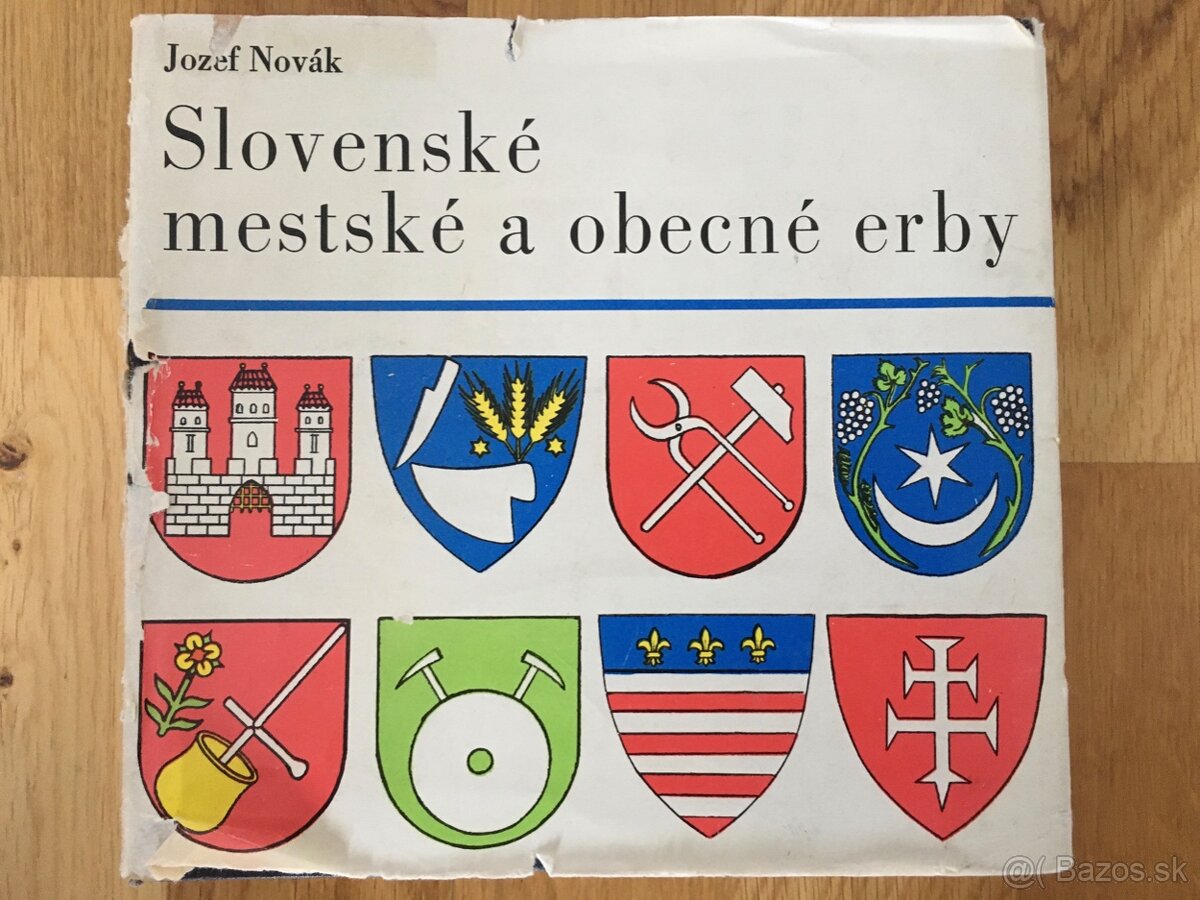 Jozef Novák
Slovenské
mestské a obecné erby
@( Bazos.sk